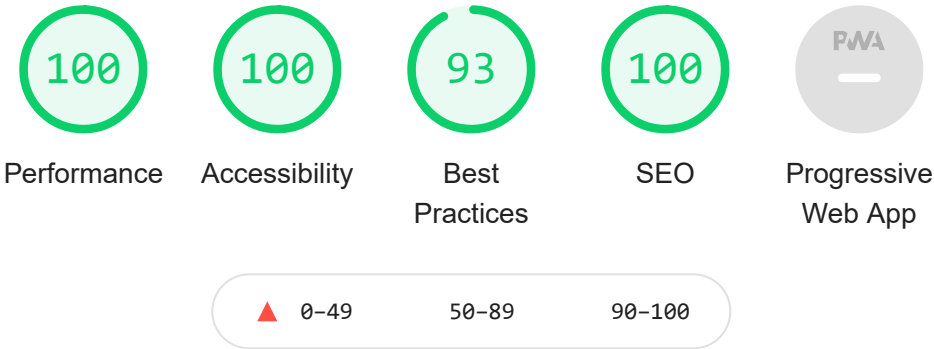 100 100 93 100 PWA
Performance Accessibility Best Practices SEO Progressive Web App
0–49 50–89 90–100